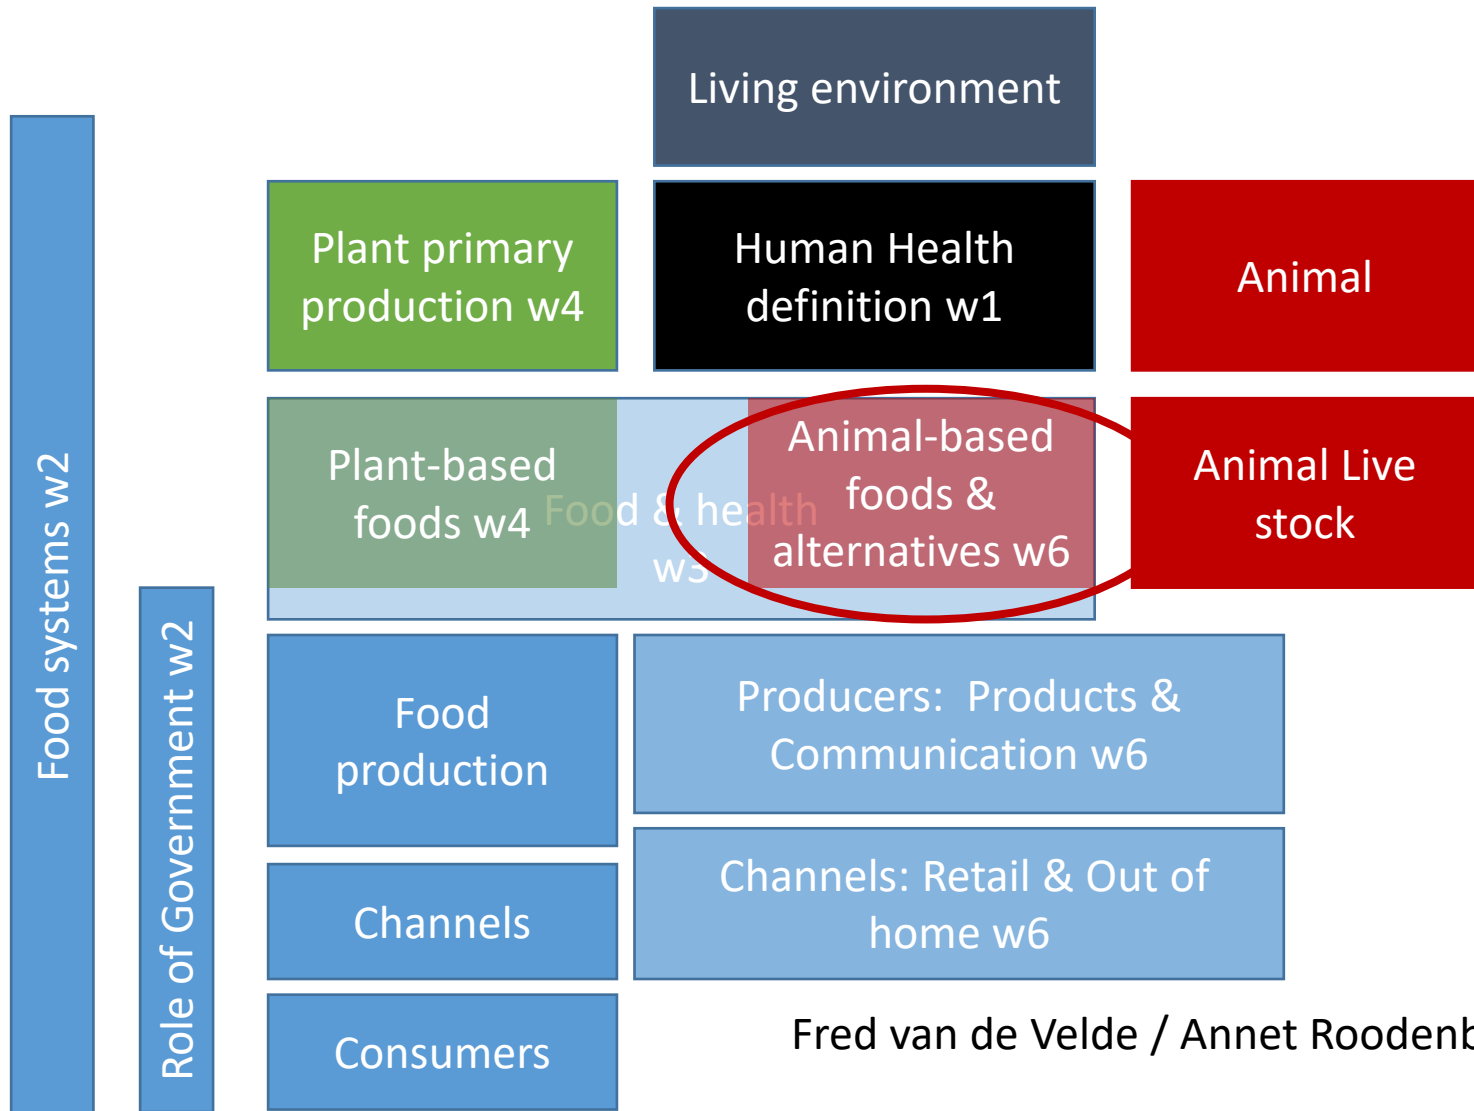 Living environment
Food systems w2
Plant primary
production w4
Human Health
definition w1
Animal
Plant-based
foods w4
Food & health
w3
Animal-based
foods &
alternatives w6
Animal Live
stock
Role of Government w2
Food
production
Producers:  Products &
Communication w6
Channels
Channels: Retail & Out of
home w6
Consumers
Fred van de Velde / Annet